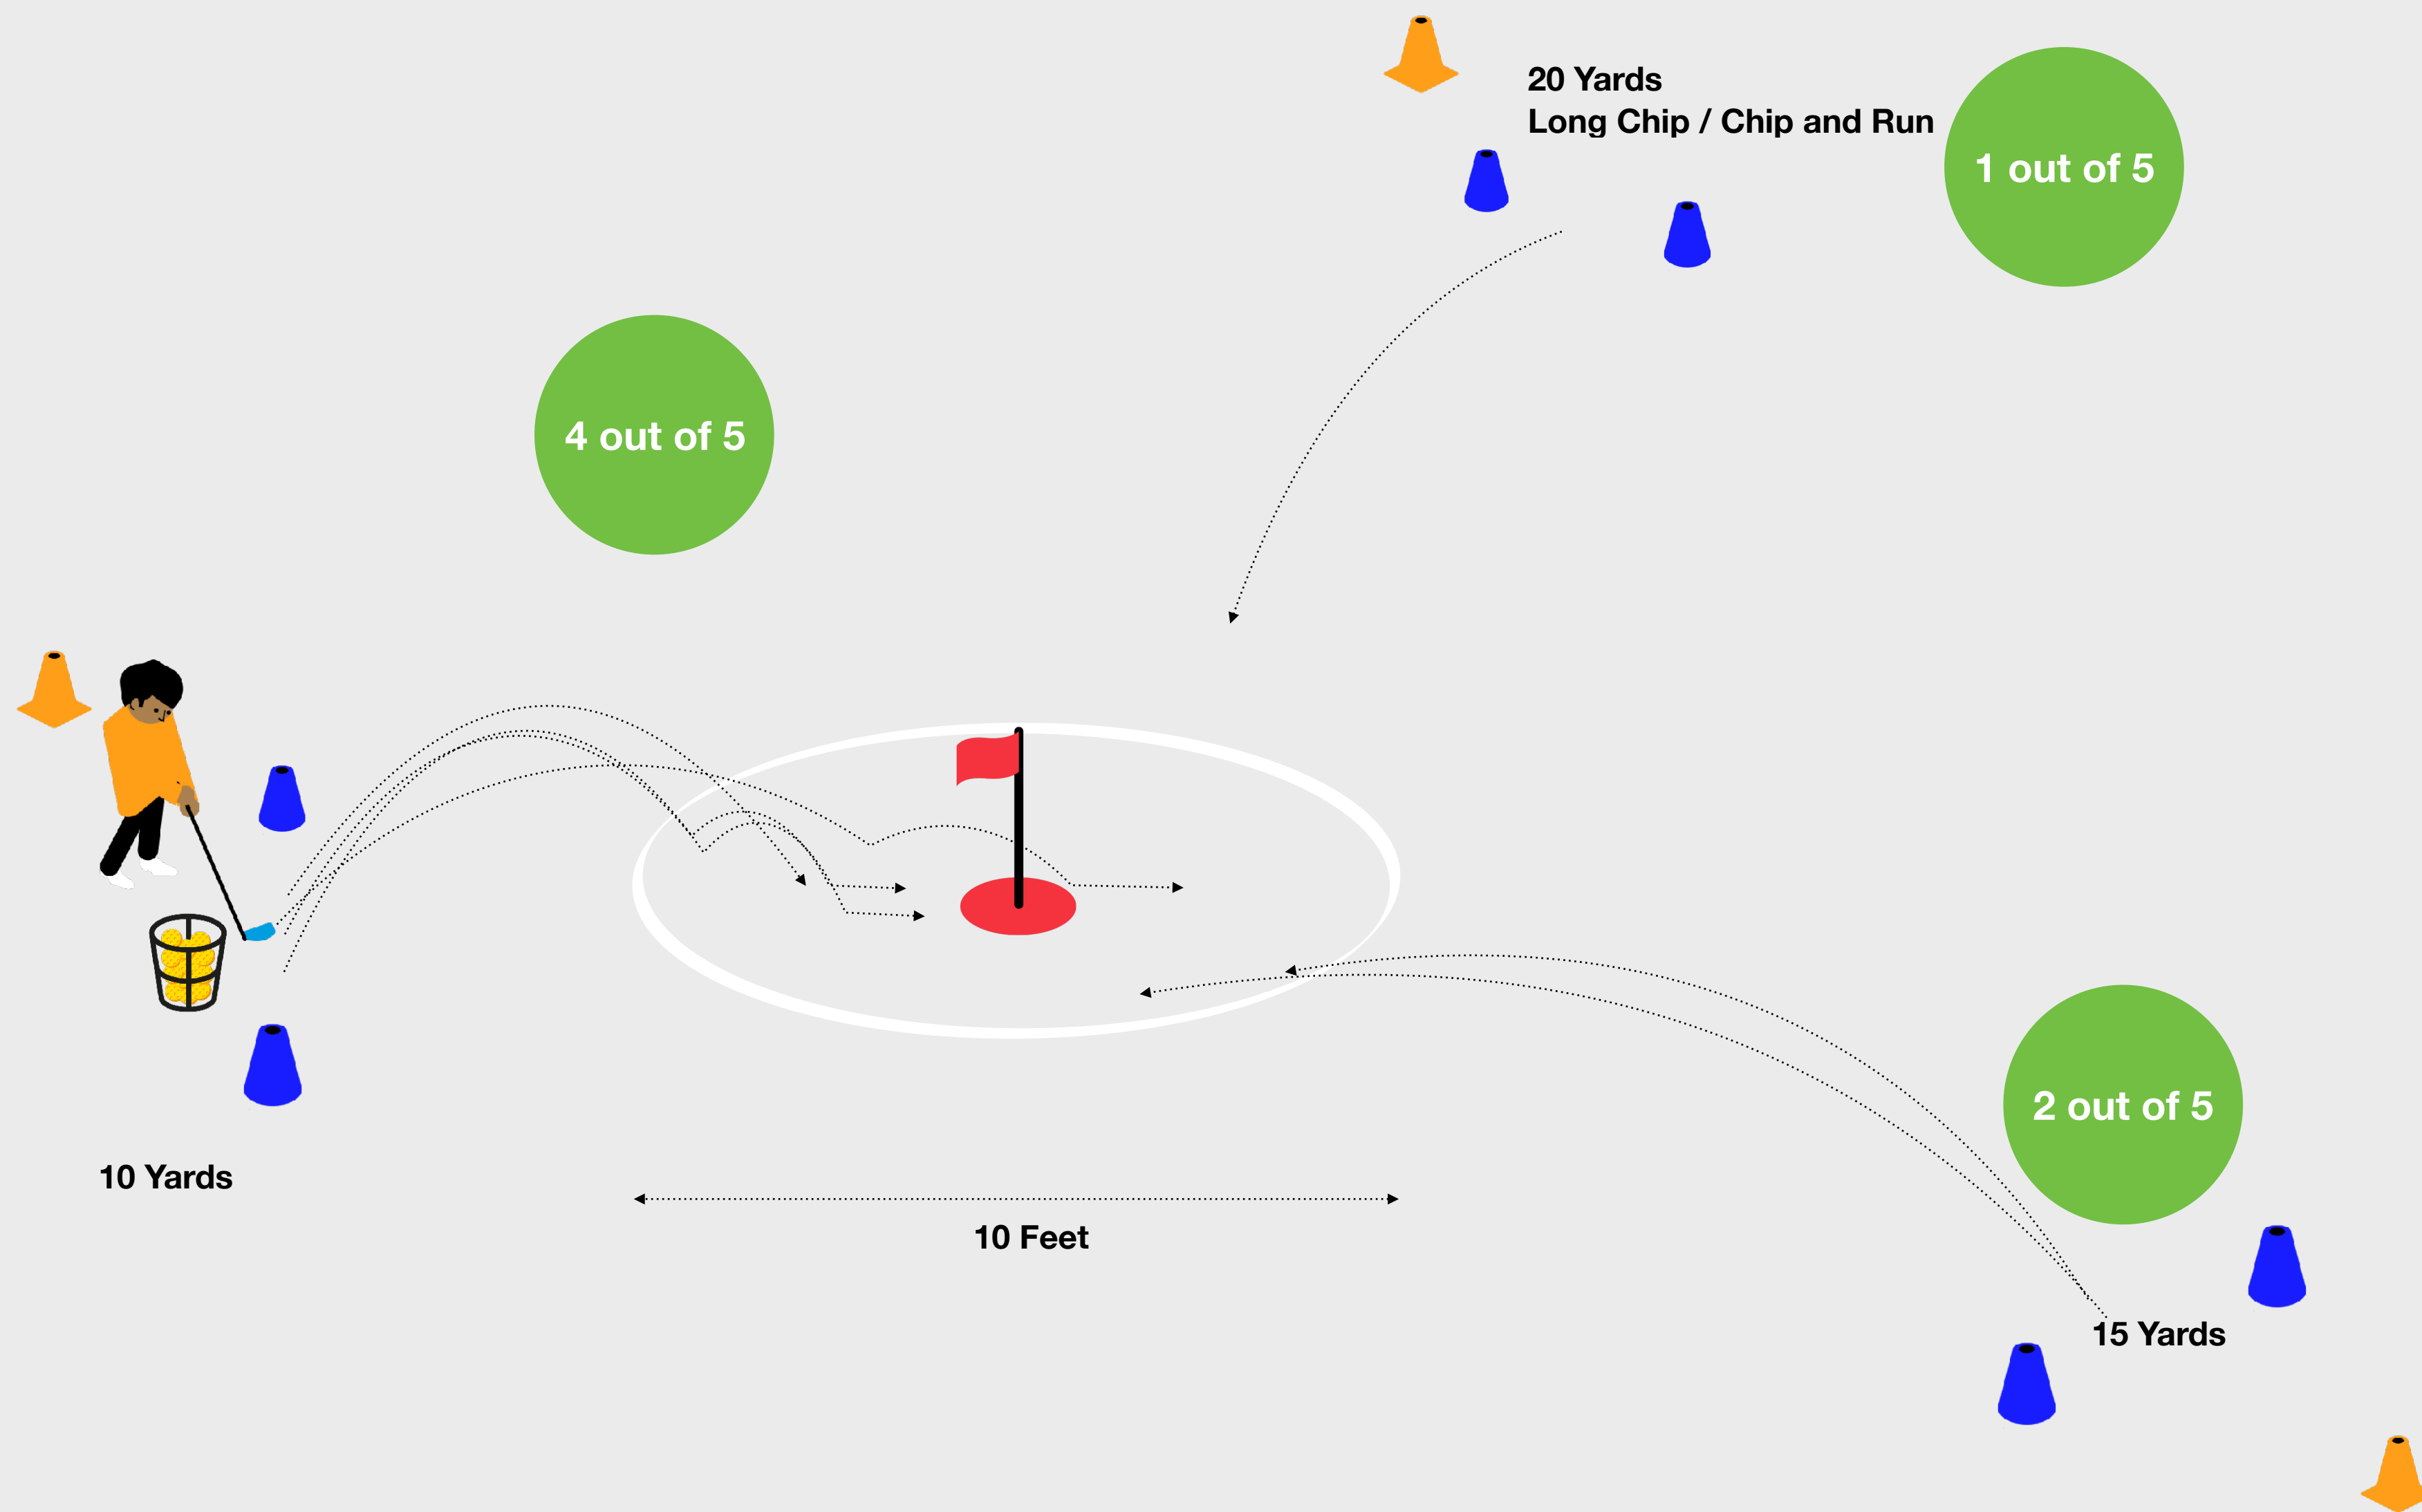 20 Yards
Long Chip / Chip and Run
1 out of 5
4 out of 5
10 Yards
10 Feet
2 out of 5
15 Yards